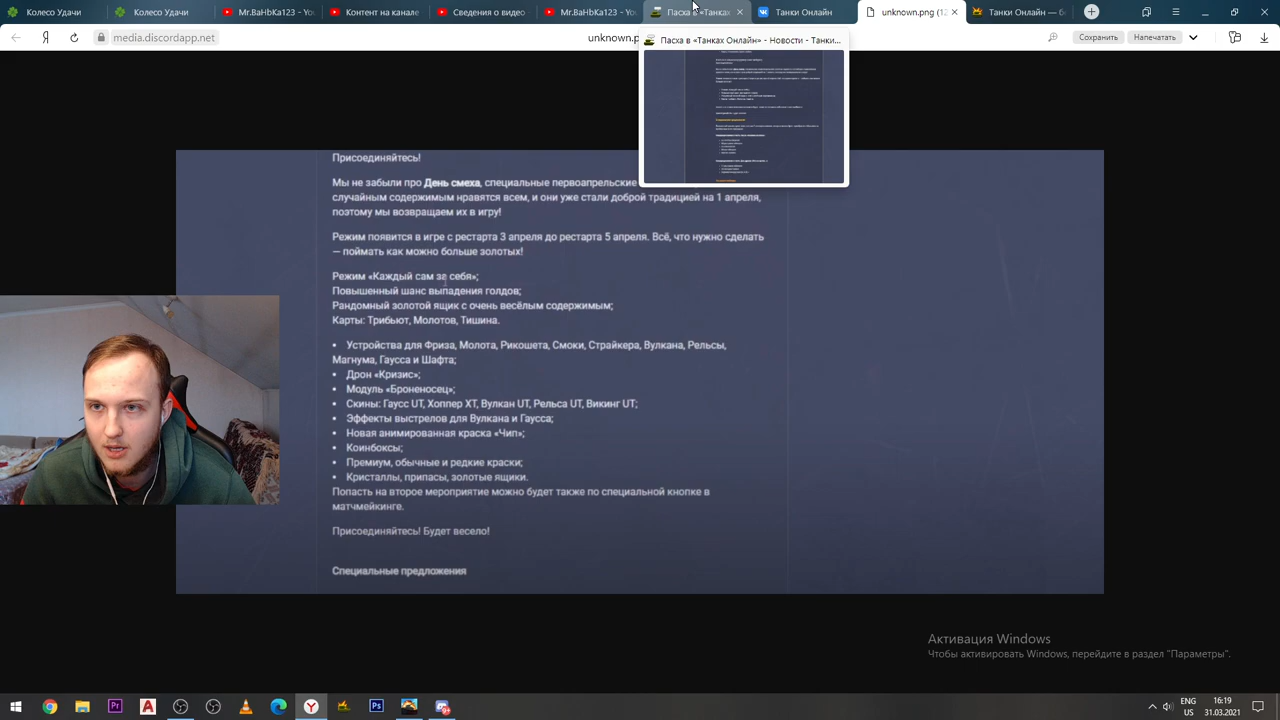 Колесо Удачи
Колесо Удачи
Mr.BaHbKa123 – You
Контент на канале
Сведения о видео
Mr.BaHbKa123 – You
Пасха в «Танках
Танки Онлайн
unknown.png (12
Танки Онлайн — бе
media.discordapp.net
unknown.p
Сохранить
Напечатать
Пасха в «Танках Онлайн» - Новости - Танки...
Присоединяйтесь!
Мы не забыли про День смеха, специальные первоапрельские
случайным содержимым нравятся всем, и они уже стали доброй традицией на 1 апреля,
поэтому мы возвращаем их в игру!
Режим появится в игре с рестарта 3 апреля до рестарта 5 апреля. Всё, что нужно сделать
— поймать как можно больше золотых!
Режим «Каждый сам за себя»;
Повышенный шанс выпадения голдов;
Рандомный золотой ящик с очень весёлым содержимым;
Карты: Трибьют, Молотов, Тишина.
• Устройства для Фриза, Молота, Рикошета, Смоки, Страйкера, Вулкана, Рельсы,
Магнума, Гаусса и Шафта;
• Дрон «Кризис»;
• Модуль «Броненосец»;
• Скины: Гаусс UT, Хоппер XT, Вулкан UT, Рельса UT, Викинг UT;
• Эффекты выстрелов для Вулкана и Гаусса;
• Новая анимированная краска «Чип»;
• Коинбоксы;
• Премиум, обычные и редкие краски;
• Кристаллы, припасы, золотые ящики.
Попасть на второе мероприятие можно будет также по специальной кнопке в
матчмейкинге.
Присоединяйтесь! Будет весело!
Специальные предложения
Активация Windows
Чтобы активировать Windows, перейдите в раздел "Параметры".
ENG
US
16:19
31.03.2021